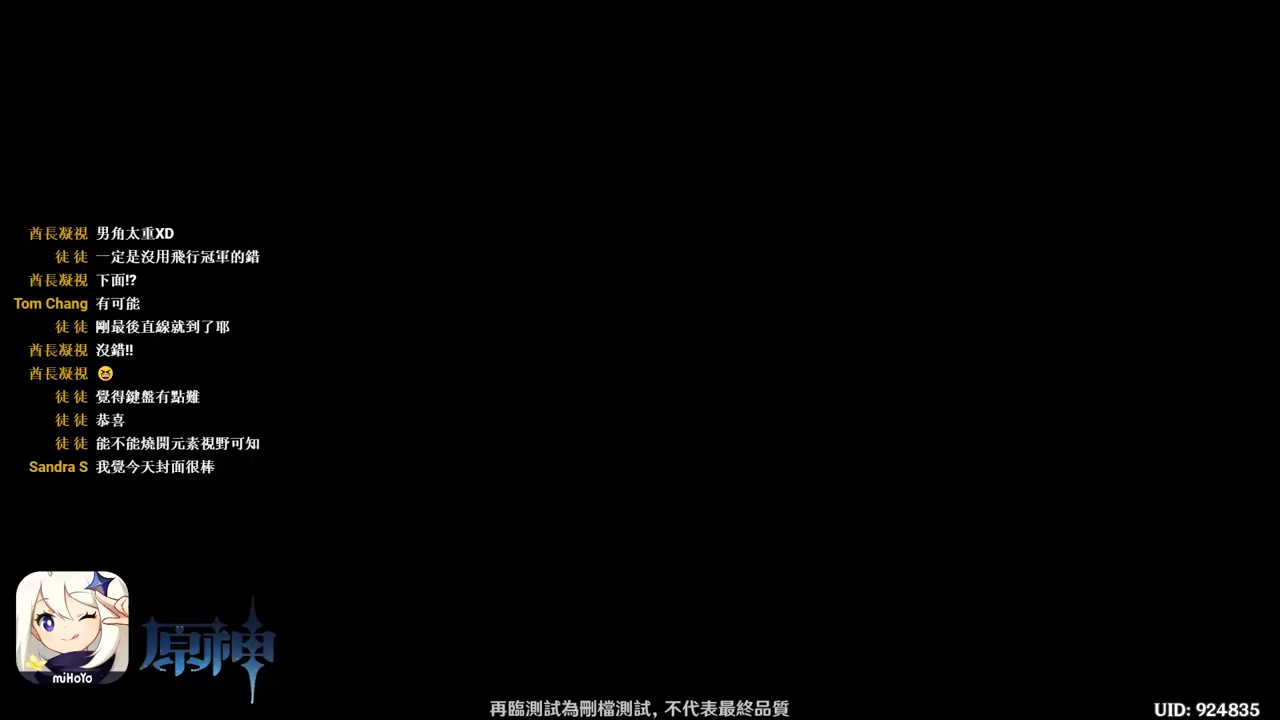 酋長凝視 男角太重XD
徒 徒 一定是沒用飛行冠軍的錯
酋長凝視 下面!?
Tom Chang 有可能
徒 徒 剛最後直線就到了耶
酋長凝視 沒錯!!
酋長凝視 😆
徒 徒 覺得鍵盤有點難
徒 徒 恭喜
徒 徒 能不能燒開元素視野可知
Sandra S 我覺今天封面很棒
miHoYo
原神
再臨測試為刪檔測試, 不代表最終品質
UID: 924835